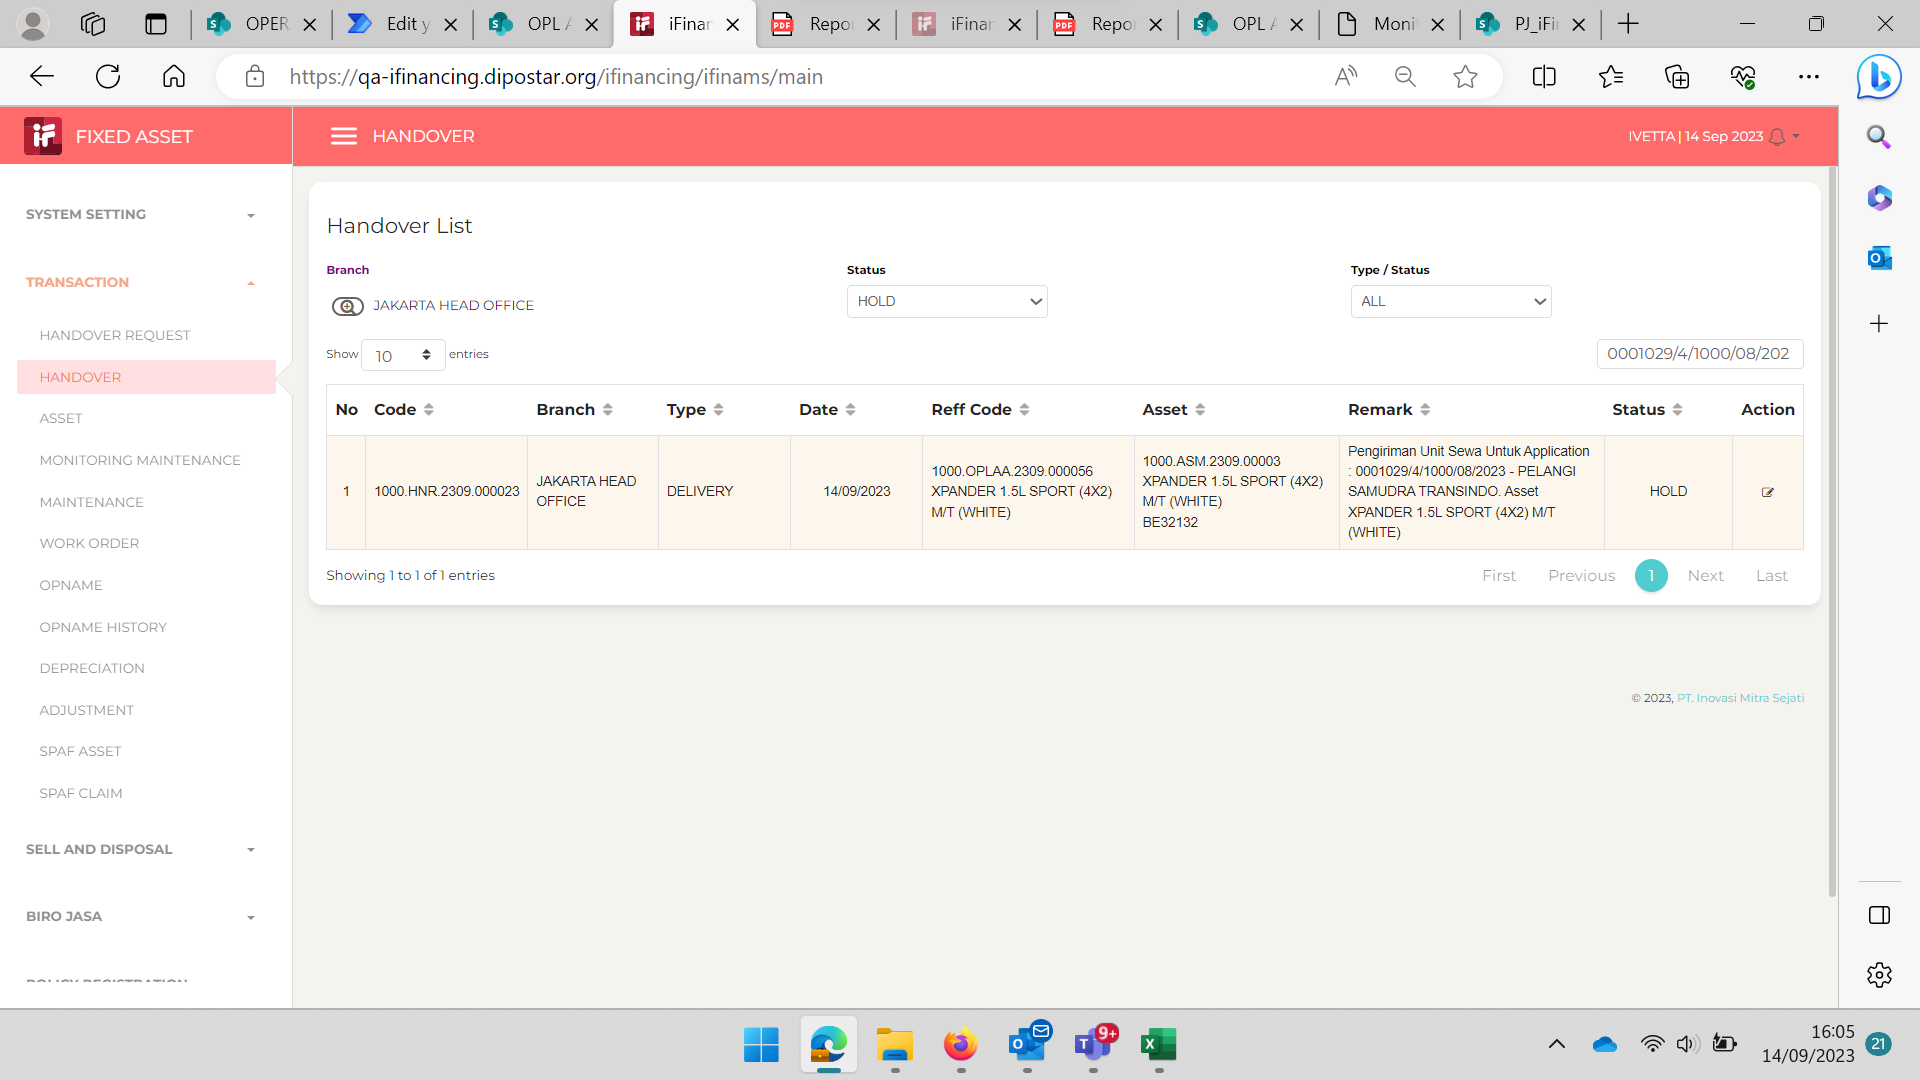 OPER
Edit y
OPL A
iFinar
Repo
iFinar
Repo
OPL A
Moni
PJ_iFi
https://qa-ifinancing.dipostar.org/ifinancing/ifinams/main
FIXED ASSET
HANDOVER
IVETTA | 14 Sep 2023
SYSTEM SETTING
TRANSACTION
HANDOVER REQUEST
HANDOVER
ASSET
MONITORING MAINTENANCE
MAINTENANCE
WORK ORDER
OPNAME
OPNAME HISTORY
DEPRECIATION
ADJUSTMENT
SPAF ASSET
SPAF CLAIM
SELL AND DISPOSAL
BIRO JASA
POLICY REGISTRATION
Handover List
Branch
JAKARTA HEAD OFFICE
Status
HOLD
Type / Status
ALL
Show 10 entries
0001029/4/1000/08/202
No Code Branch Type Date Reff Code Asset Remark Status Action
1
1000.HNR.2309.000023
JAKARTA HEAD
OFFICE
DELIVERY
14/09/2023
1000.OPLAA.2309.000056
XPANDER 1.5L SPORT (4X2)
M/T (WHITE)
1000.ASM.2309.00003
XPANDER 1.5L SPORT (4X2)
M/T (WHITE)
BE32132
Pengiriman Unit Sewa Untuk Application
: 0001029/4/1000/08/2023 - PELANGI
SAMUDRA TRANSINDO. Asset
XPANDER 1.5L SPORT (4X2) M/T
(WHITE)
HOLD
Showing 1 to 1 of 1 entries
First Previous 1 Next Last
© 2023, PT. Inovasi Mitra Sejati
9+
16:05
14/09/2023
21